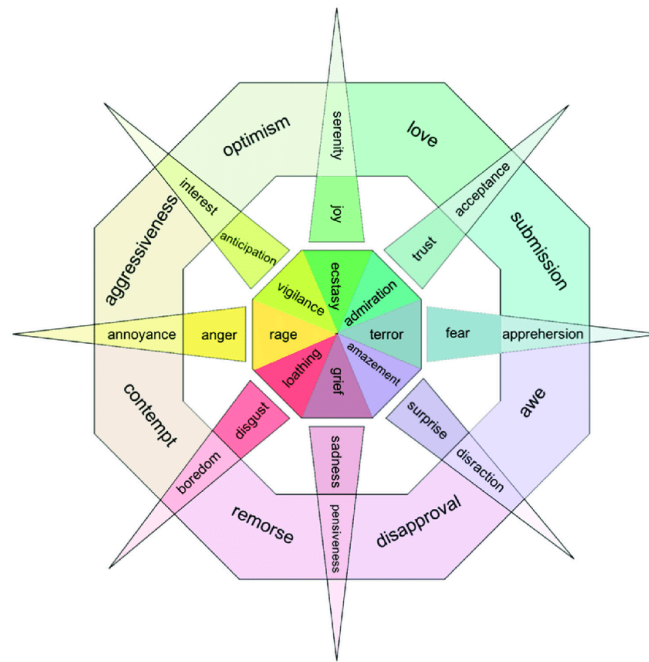 serenity
optimism
love
interest
acceptance
joy
aggressiveness
anticipation
trust
submission
ecstasy
vigilance
admiration
annoyance
anger
rage
terror
fear
apprehersion
loathing
grief
amazement
contempt
disgust
sadness
surprise
awe
boredom
disraction
pensiveness
remorse
disapproval